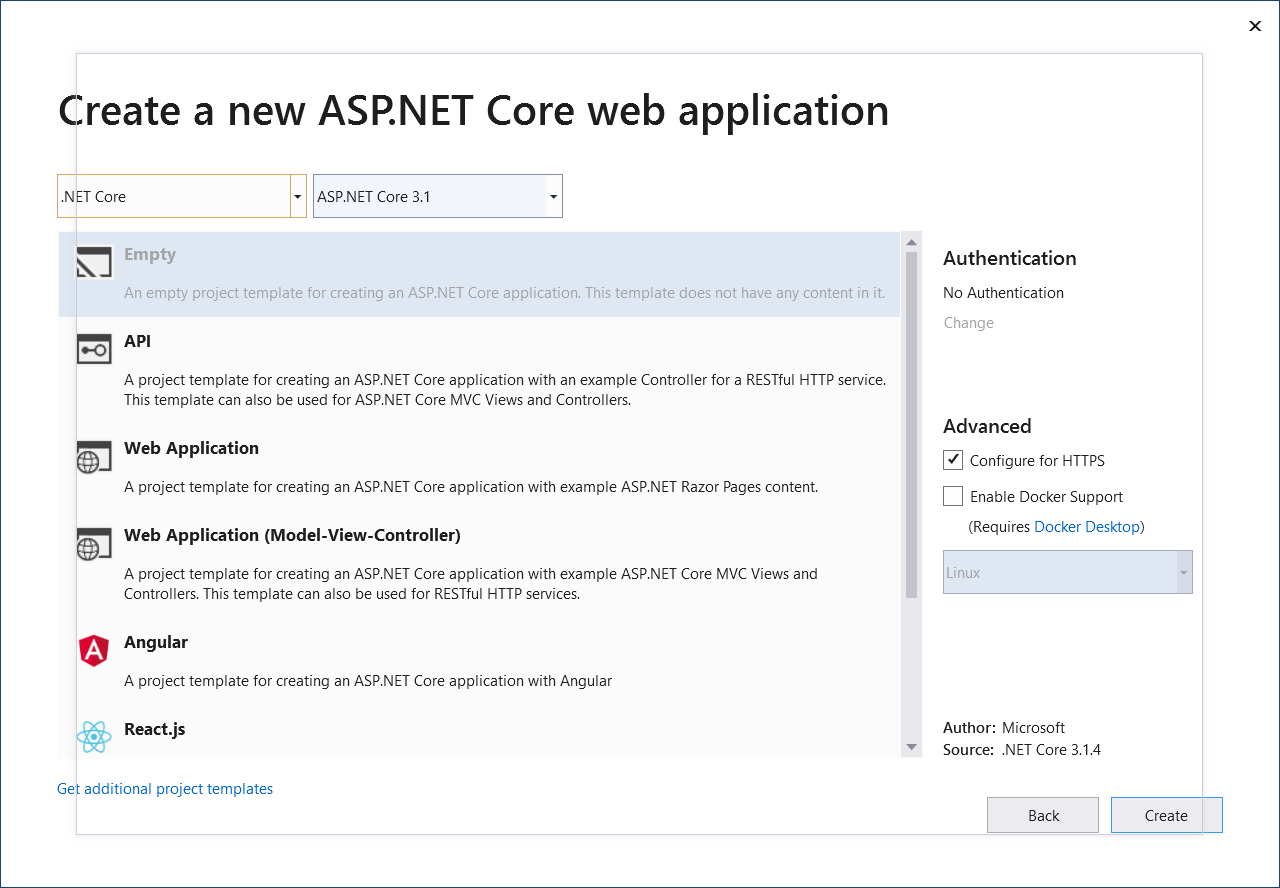 Create a new ASP.NET Core web application
.NET Core
ASP.NET Core 3.1
Empty
An empty project template for creating an ASP.NET Core application. This template does not have any content in it.
API
A project template for creating an ASP.NET Core application with an example Controller for a RESTful HTTP service.
This template can also be used for ASP.NET Core MVC Views and Controllers.
Web Application
A project template for creating an ASP.NET Core application with example ASP.NET Razor Pages content.
Web Application (Model-View-Controller)
A project template for creating an ASP.NET Core application with example ASP.NET Core MVC Views and
Controllers. This template can also be used for RESTful HTTP services.
Angular
A project template for creating an ASP.NET Core application with Angular
React.js
Get additional project templates
Authentication
No Authentication
Change
Advanced
Configure for HTTPS
Enable Docker Support
(Requires Docker Desktop)
Linux
Author: Microsoft
Source: .NET Core 3.1.4
Back
Create